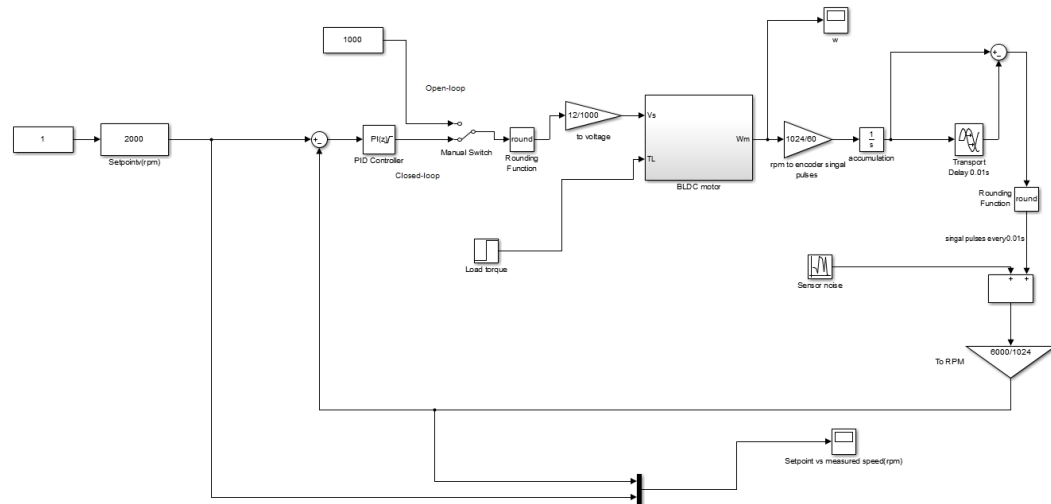 1000
w
Open-loop
1
2000
Setpointv(rpm)
+
−
PI(z)
PID Controller
Closed-loop
Manual Switch
round
Rounding
Function
12/1000
to voltage
Vs
TL
Wm
BLDC motor
1024/60
rpm to encoder singal
pulses
1
s
accumulation
+
−
Transport
Delay 0.01s
Rounding
Function
round
singal pulses every0.01s
Load torque
Sensor noise
+ +
6000/1024
To RPM
Setpoint vs measured speed(rpm)